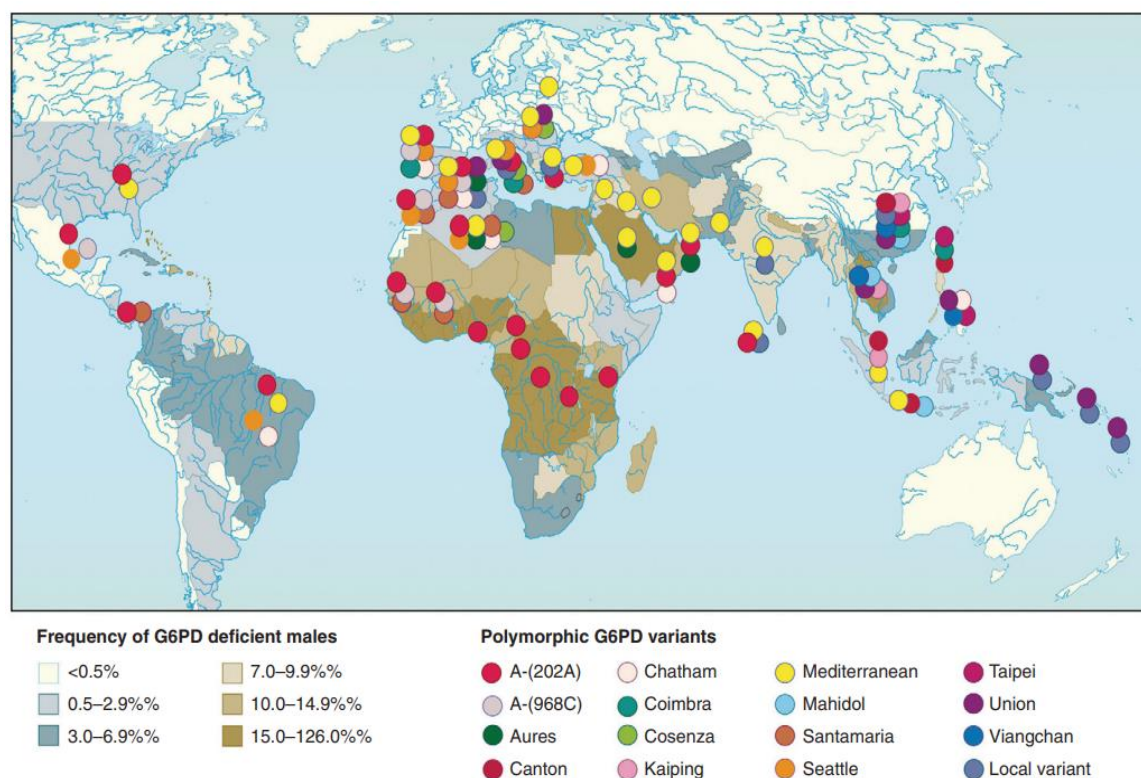 Frequency of G6PD deficient males
<0.5%
0.5–2.9%%
3.0–6.9%%
7.0–9.9%%
10.0–14.9%%
15.0–126.0%%
Polymorphic G6PD variants
A-(202A)
A-(968C)
Aures
Canton
Chatham
Coimbra
Cosenza
Kaiping
Mediterranean
Mahidol
Santamaria
Seattle
Taipei
Union
Viangchan
Local variant